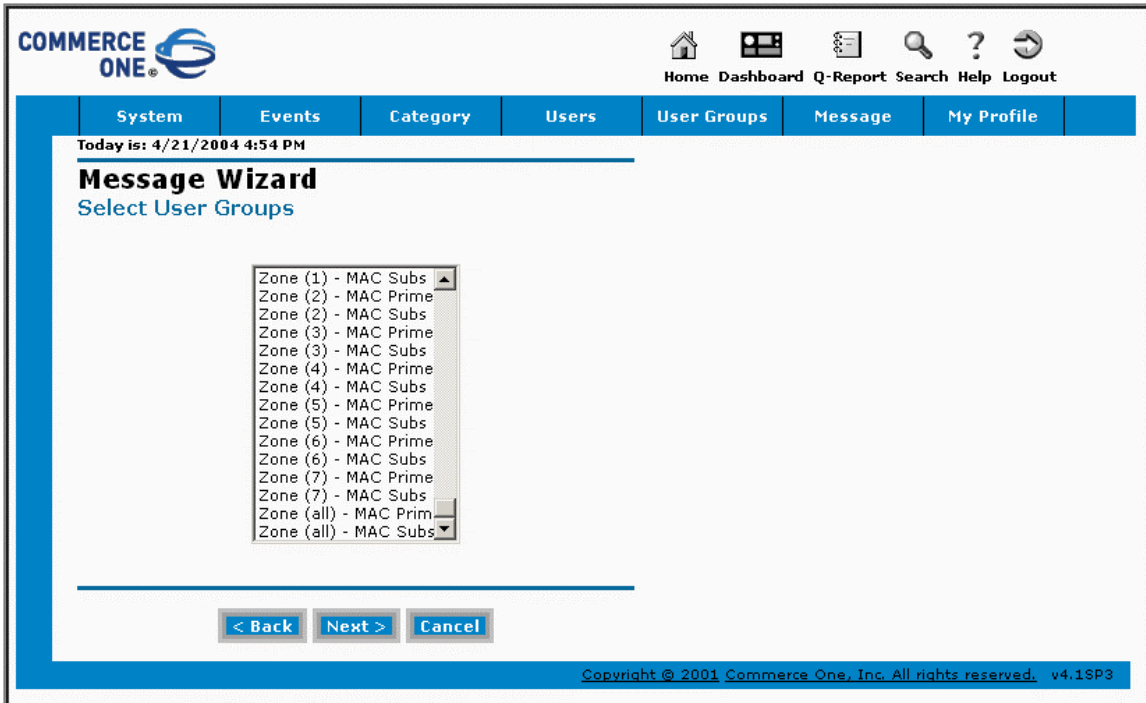 COMMERCE
ONE®
Home Dashboard Q-Report Search Help Logout
System Events Category Users User Groups Message My Profile
Today is: 4/21/2004 4:54 PM
Message Wizard
Select User Groups
Zone (1) - MAC Subs
Zone (2) - MAC Prime
Zone (2) - MAC Subs
Zone (3) - MAC Prime
Zone (3) - MAC Subs
Zone (4) - MAC Prime
Zone (4) - MAC Subs
Zone (5) - MAC Prime
Zone (5) - MAC Subs
Zone (6) - MAC Prime
Zone (6) - MAC Subs
Zone (7) - MAC Prime
Zone (7) - MAC Subs
Zone (all) - MAC Prim
Zone (all) - MAC Subs
< Back Next > Cancel
Copyright © 2001 Commerce One, Inc. All rights reserved. v4.1SP3